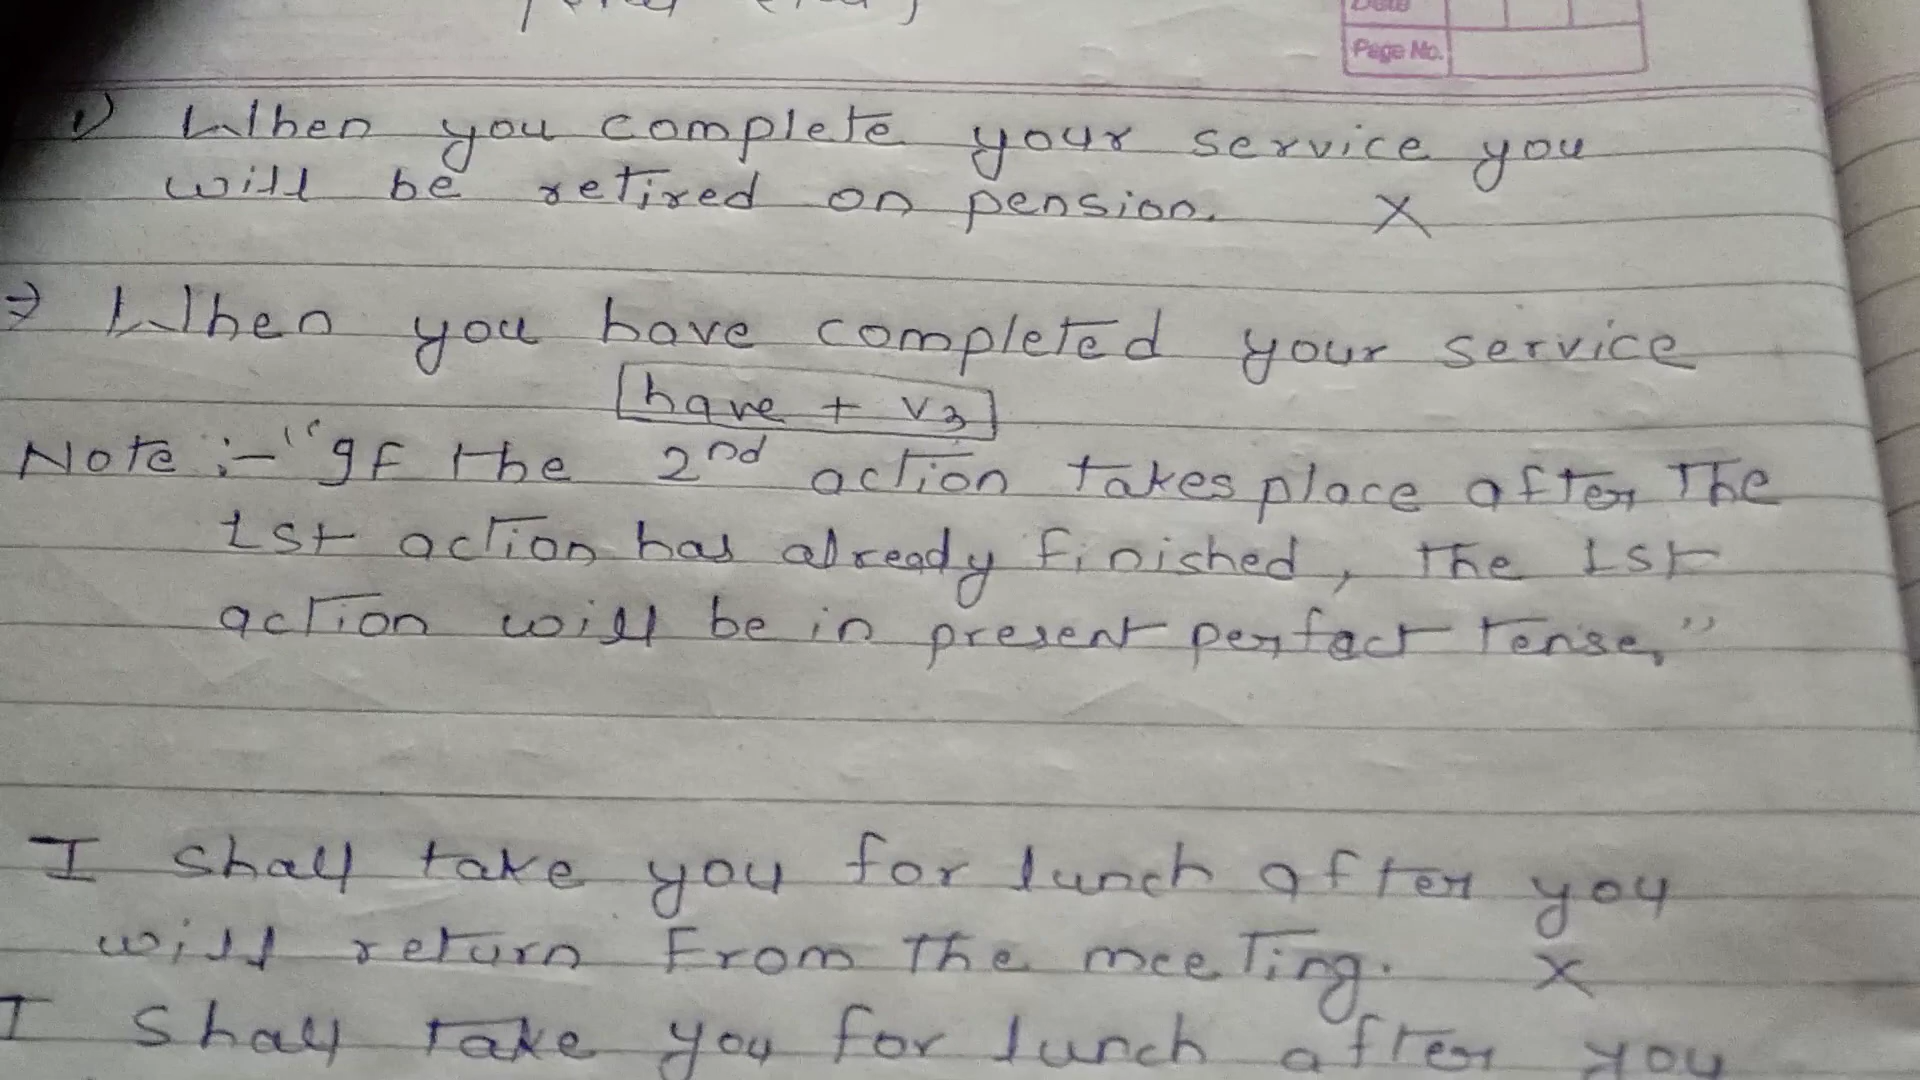 Date
Page No.
1) When you complete your service you
will be retired on pension. X
⇒ When you have completed your service
have + V3
Note :- "If the 2nd action takes place after the
1st action has already finished, the 1st
action will be in present perfect tense."
I shall take you for lunch after you
will return from the meeting. X
I shall take you for lunch after you